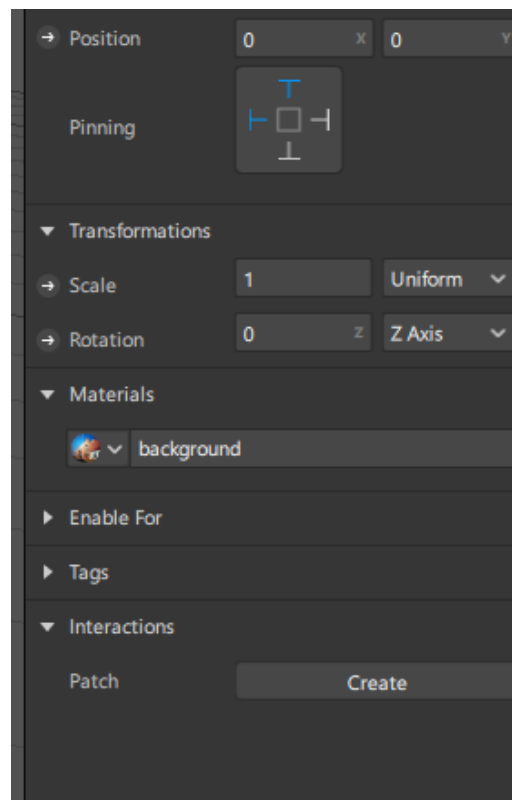 Position 0 X 0 Y
Pinning
Transformations
Scale 1 Uniform
Rotation 0 Z Z Axis
Materials
background
Enable For
Tags
Interactions
Patch Create